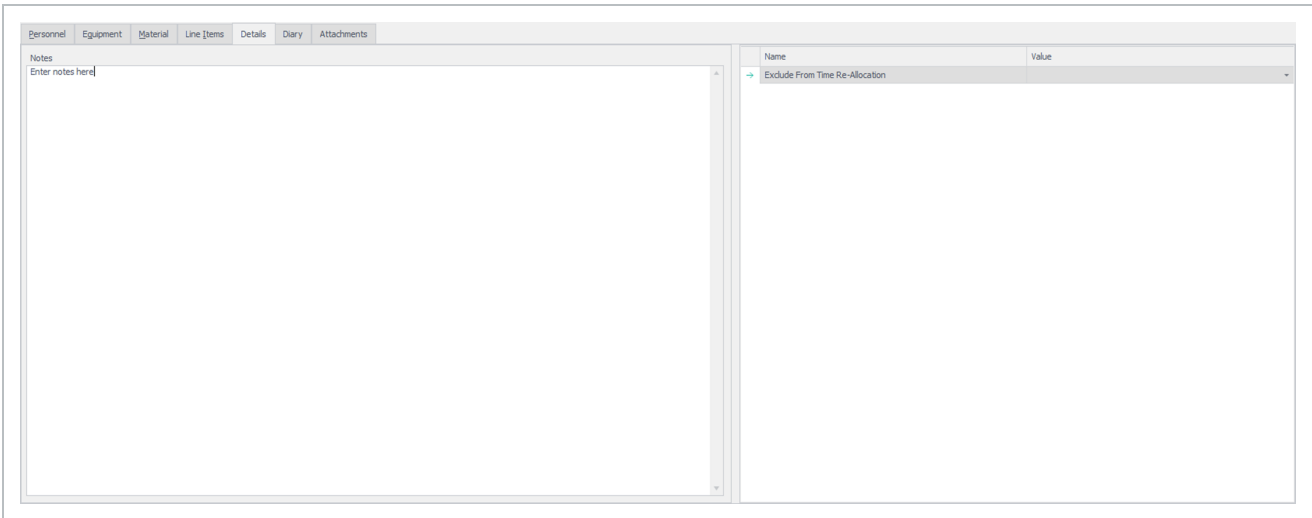 Personnel Equipment Material Line Items Details Diary Attachments
Notes
Enter notes here
Name Value
Exclude From Time Re-Allocation